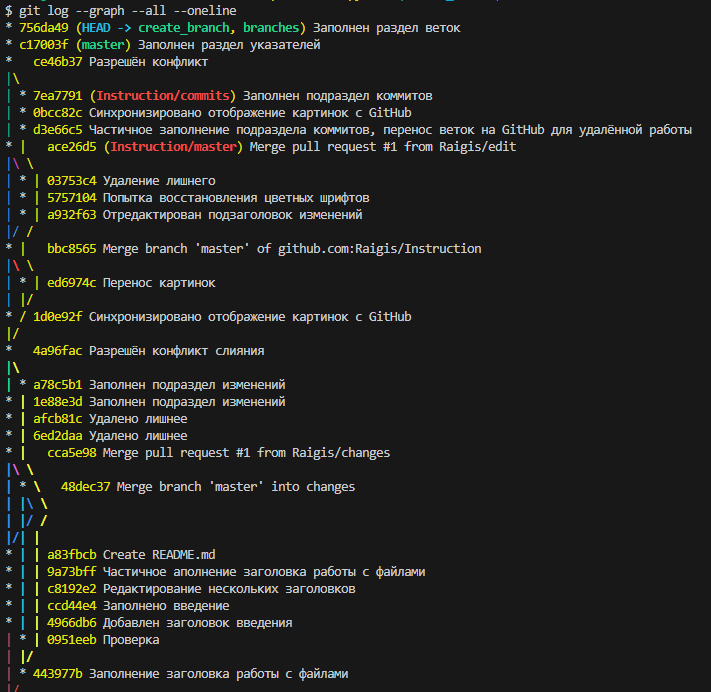 $ git log --graph --all --oneline
* 756da49 (HEAD -> create_branch, branches) Заполнен раздел веток
* c17003f (master) Заполнен раздел указателей
*   ce46b37 Разрешён конфликт
|\
| * 7ea7791 (Instruction/commits) Заполнен подраздел коммитов
| * 0bcc82c Синхронизировано отображение картинок с GitHub
| * d3e66c5 Частичное заполнение подраздела коммитов, перенос веток на GitHub для удалённой работы
* |   ace26d5 (Instruction/master) Merge pull request #1 from Raigis/edit
|\ \
| * | 03753c4 Удаление лишнего
| * | 5757104 Попытка восстановления цветных шрифтов
| * | a932f63 Отредактирован подзаголовок изменений
|/ /
* |   bbc8565 Merge branch 'master' of github.com:Raigis/Instruction
|\ \
| * | ed6974c Перенос картинок
| |/
* / 1d0e92f Синхронизировано отображение картинок с GitHub
|/
*   4a96fac Разрешён конфликт слияния
|\
| * a78c5b1 Заполнен подраздел изменений
* | 1e88e3d Заполнен подраздел изменений
* | afcb81c Удалено лишнее
* | 6ed2daa Удалено лишнее
* |   cca5e98 Merge pull request #1 from Raigis/changes
|\ \
| * \   48dec37 Merge branch 'master' into changes
| |\ \
| |/ /
|/| |
* | | a83fbcb Create README.md
* | | 9a73bff Частичное аполнение заголовка работы с файлами
* | | c8192e2 Редактирование нескольких заголовков
* | | ccd44e4 Заполнено введение
* | | 4966db6 Добавлен заголовок введения
| * | 0951eeb Проверка
| |/
| * 443977b Заполнение заголовка работы с файлами
|/